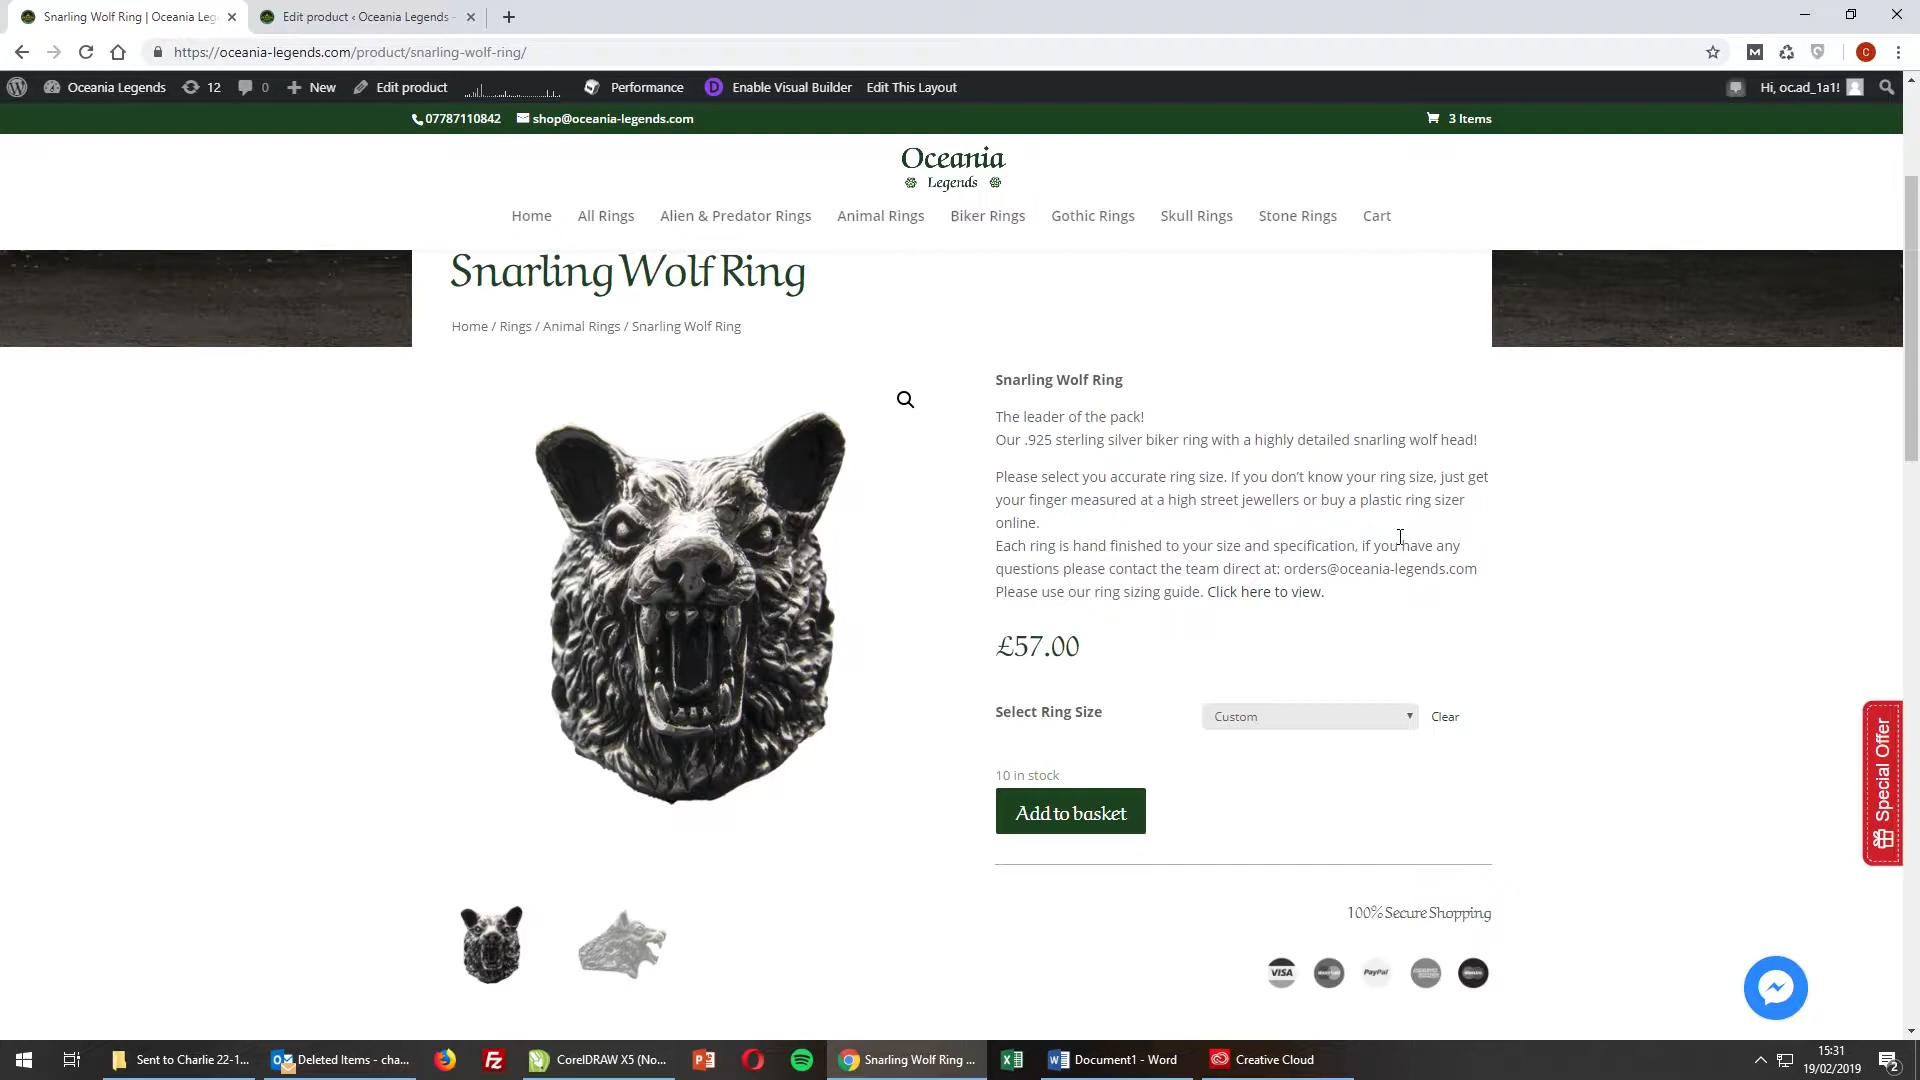 Snarling Wolf Ring | Oceania Leg
Edit product ‹ Oceania Legends -
https://oceania-legends.com/product/snarling-wolf-ring/
Oceania Legends
12
0
New
Edit product
Performance
Enable Visual Builder
Edit This Layout
Hi, oc.ad_1a1!
07787110842
shop@oceania-legends.com
3 Items
Oceania
Legends
Home
All Rings
Alien & Predator Rings
Animal Rings
Biker Rings
Gothic Rings
Skull Rings
Stone Rings
Cart
Snarling Wolf Ring
Home / Rings / Animal Rings / Snarling Wolf Ring
Snarling Wolf Ring
The leader of the pack!
Our .925 sterling silver biker ring with a highly detailed snarling wolf head!
Please select you accurate ring size. If you don’t know your ring size, just get
your finger measured at a high street jewellers or buy a plastic ring sizer
online.
Each ring is hand finished to your size and specification, if you have any
questions please contact the team direct at: orders@oceania-legends.com
Please use our ring sizing guide. Click here to view.
£57.00
Select Ring Size
Custom
Clear
10 in stock
Add to basket
Special Offer
100% Secure Shopping
VISA
PayPal
Sent to Charlie 22-1...
Deleted Items - cha...
CorelDRAW X5 (No...
Snarling Wolf Ring ...
Document1 - Word
Creative Cloud
15:31
19/02/2019
2